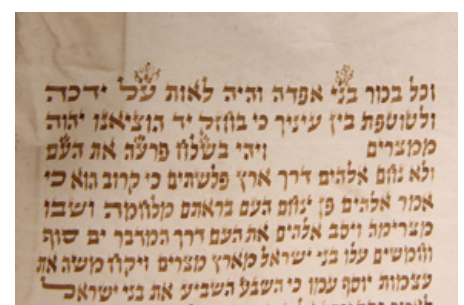 וכל בכור בני אפדה והיה לאות על ידכה
ולטוטפת בין עיניך כי בחזק יד הוציאנו יהוה
ממצרים ויהי בשלח פרעה את העם
ולא נחם אלהים דרך ארץ פלשתים כי קרוב הוא כי
אמר אלהים פן ינחם העם בראתם מלחמה ושבו
מצרימה ויסב אלהים את העם דרך המדבר ים סוף
וחמשים עלו בני ישראל מארץ מצרים ויקח משה את
עצמות יוסף עמו כי השבע השביע את בני ישראל